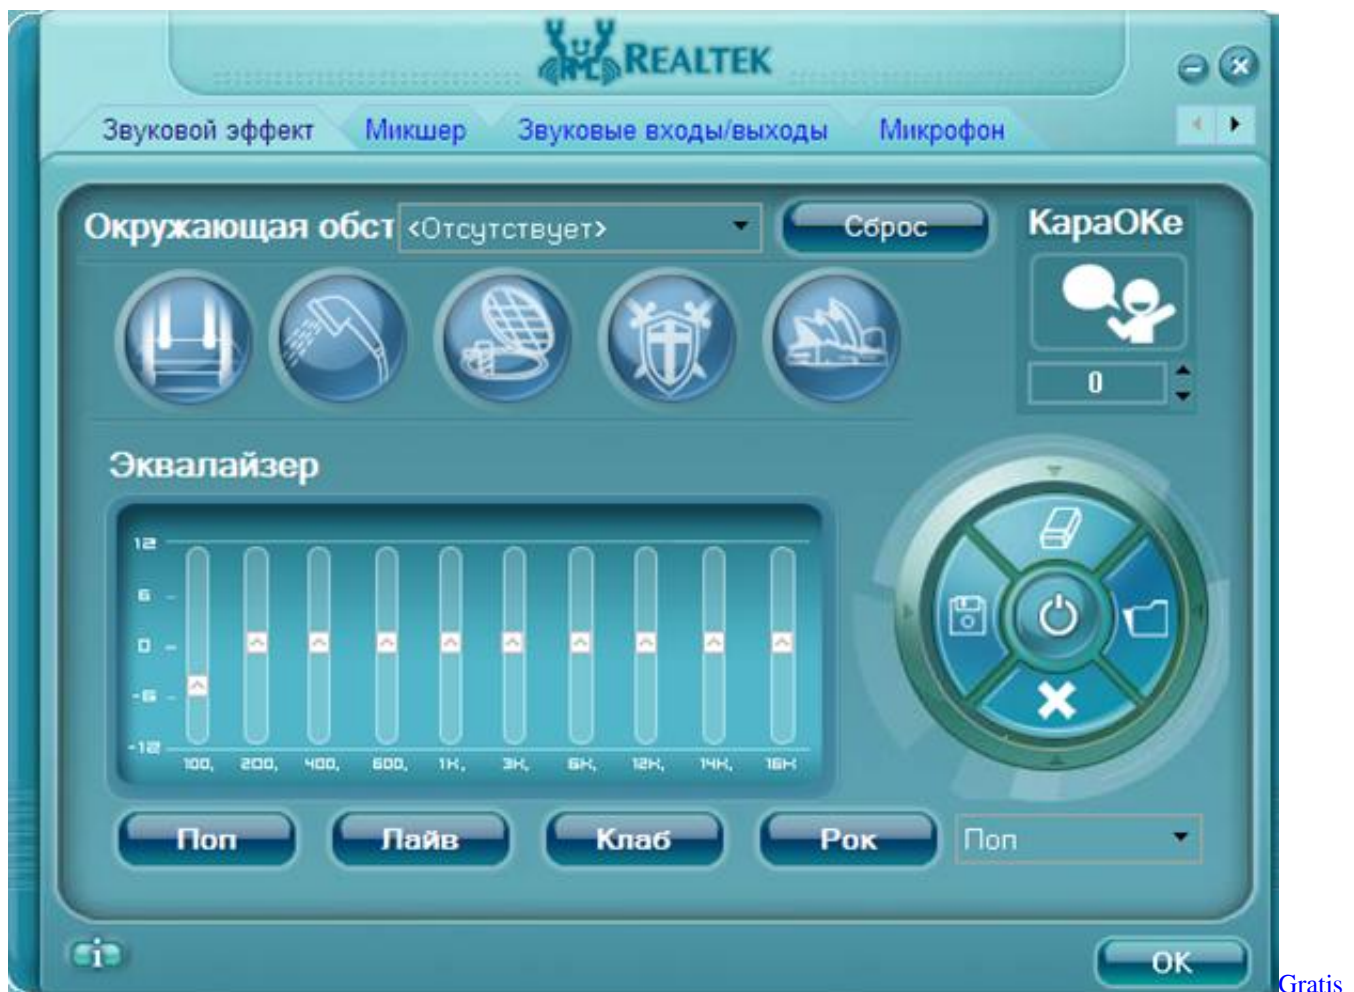 REALTEK
Звуковой эффект Микшер Звуковые входы/выходы Микрофон
Окружающая обст <Отсутствует> Сброс КараОКе
0
Эквалайзер
12
6
0
-6
-12
100, 200, 400, 600, 1K, 3K, 6K, 12K, 14K, 16K
Поп Лайв Клаб Рок Поп
i
OK
Gratis